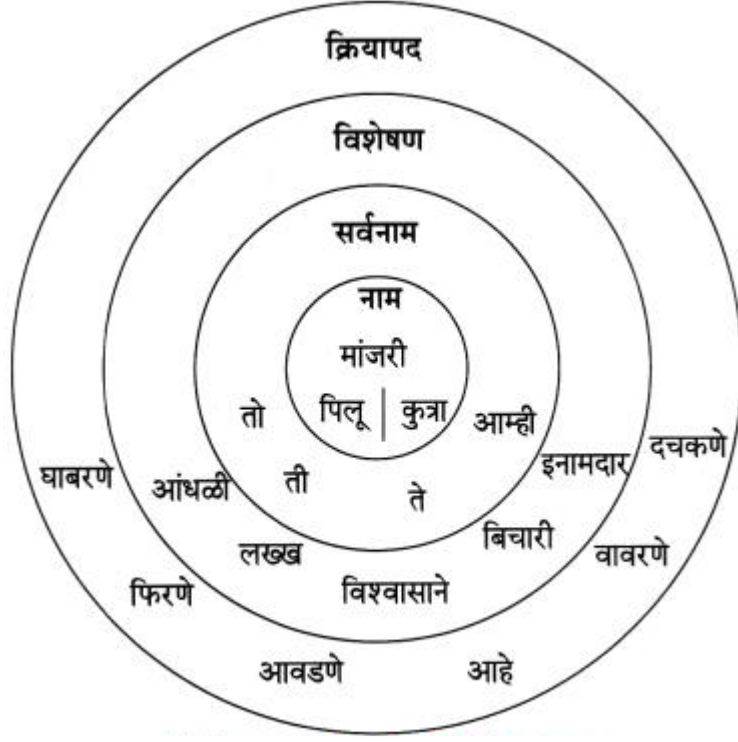 क्रियापद
विशेषण
सर्वनाम
नाम
मांजरी
पिलू | कुत्रा
तो
आम्ही
ती
ते
आंधळी
इनामदार
लख्ख
बिचारी
विश्वासाने
घाबरणे
दचकणे
फिरणे
वावरणे
आवडणे
आहे